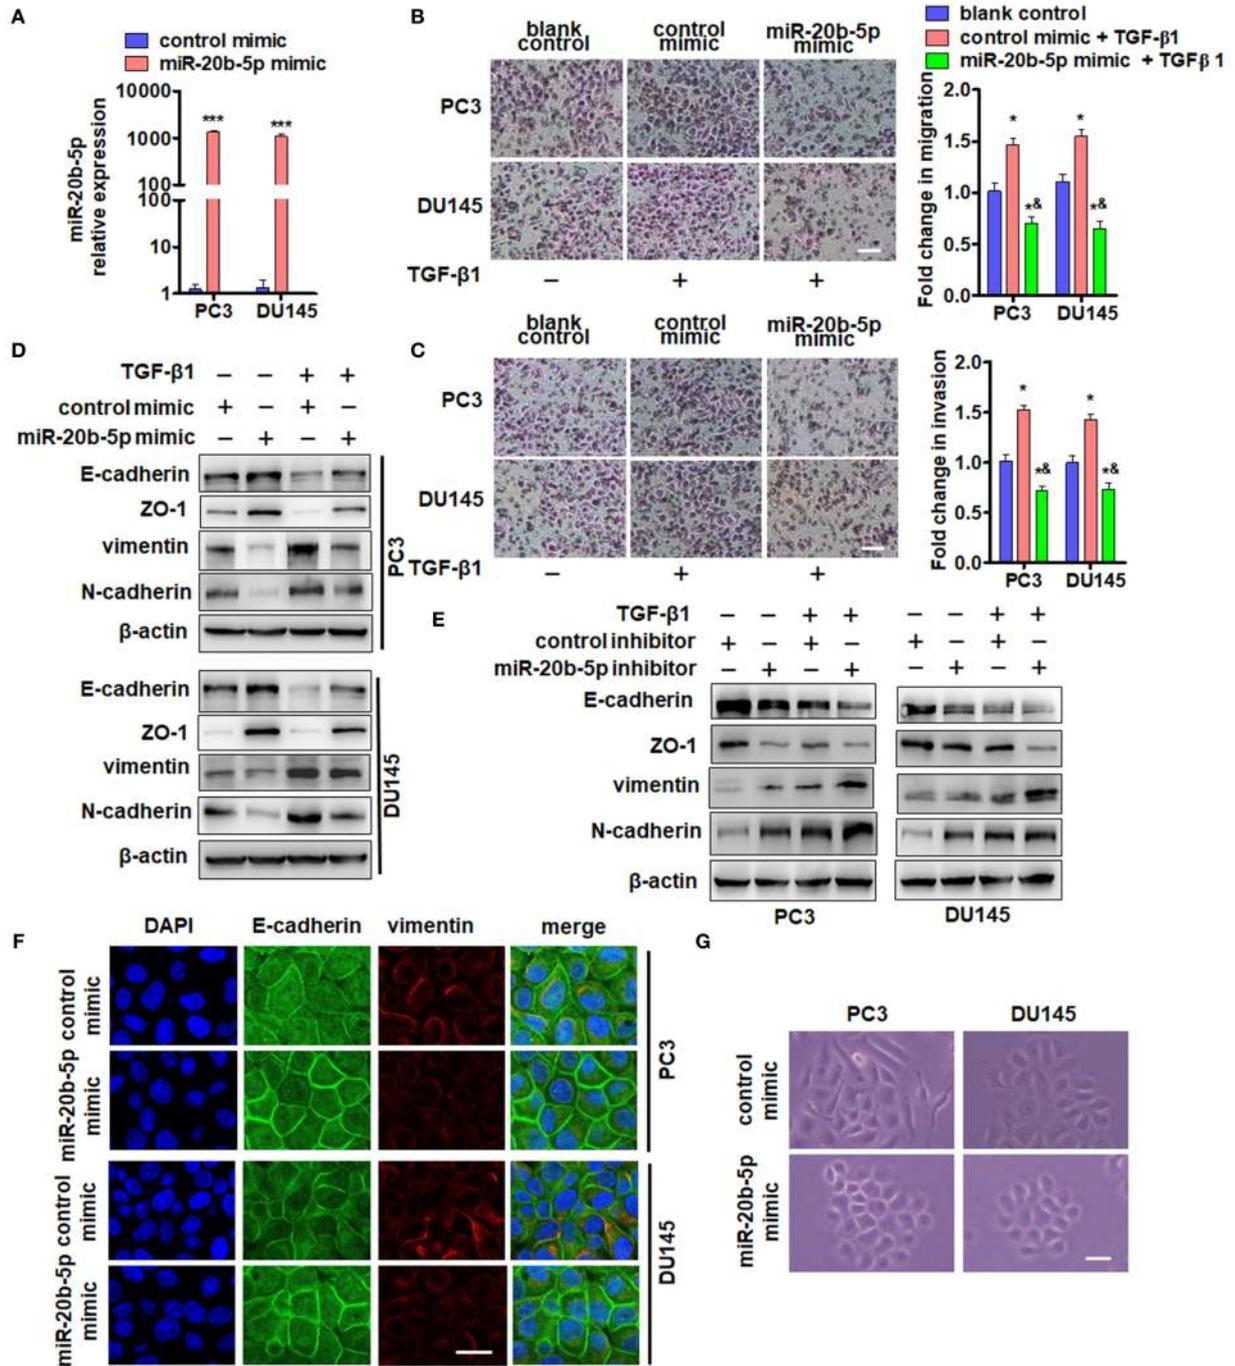 A
control mimic
miR-20b-5p mimic
miR-20b-5p
relative expression
10000
1000
100
100
10
1
***
***
PC3
DU145
B
blank control
control mimic
miR-20b-5p mimic
PC3
DU145
TGF-β1
–
+
+
blank control
control mimic + TGF-β1
miR-20b-5p mimic + TGFβ 1
Fold change in migration
2.0
1.5
1.0
0.5
0.0
*
*&
*
*&
PC3
DU145
C
blank control
control mimic
miR-20b-5p mimic
PC3
DU145
TGF-β1
–
+
+
Fold change in invasion
2.0
1.5
1.0
0.5
0.0
*
*&
*
*&
PC3
DU145
D
TGF-β1 – – + +
control mimic + – + –
miR-20b-5p mimic – + – +
E-cadherin
ZO-1
vimentin
N-cadherin
β-actin
PC3
E-cadherin
ZO-1
vimentin
N-cadherin
β-actin
DU145
E
TGF-β1 – – + + – – + +
control inhibitor + – + – + – + –
miR-20b-5p inhibitor – + – + – + – +
E-cadherin
ZO-1
vimentin
N-cadherin
β-actin
PC3
DU145
F
DAPI
E-cadherin
vimentin
merge
control mimic
miR-20b-5p mimic
PC3
control mimic
miR-20b-5p mimic
DU145
G
PC3
DU145
control mimic
miR-20b-5p mimic